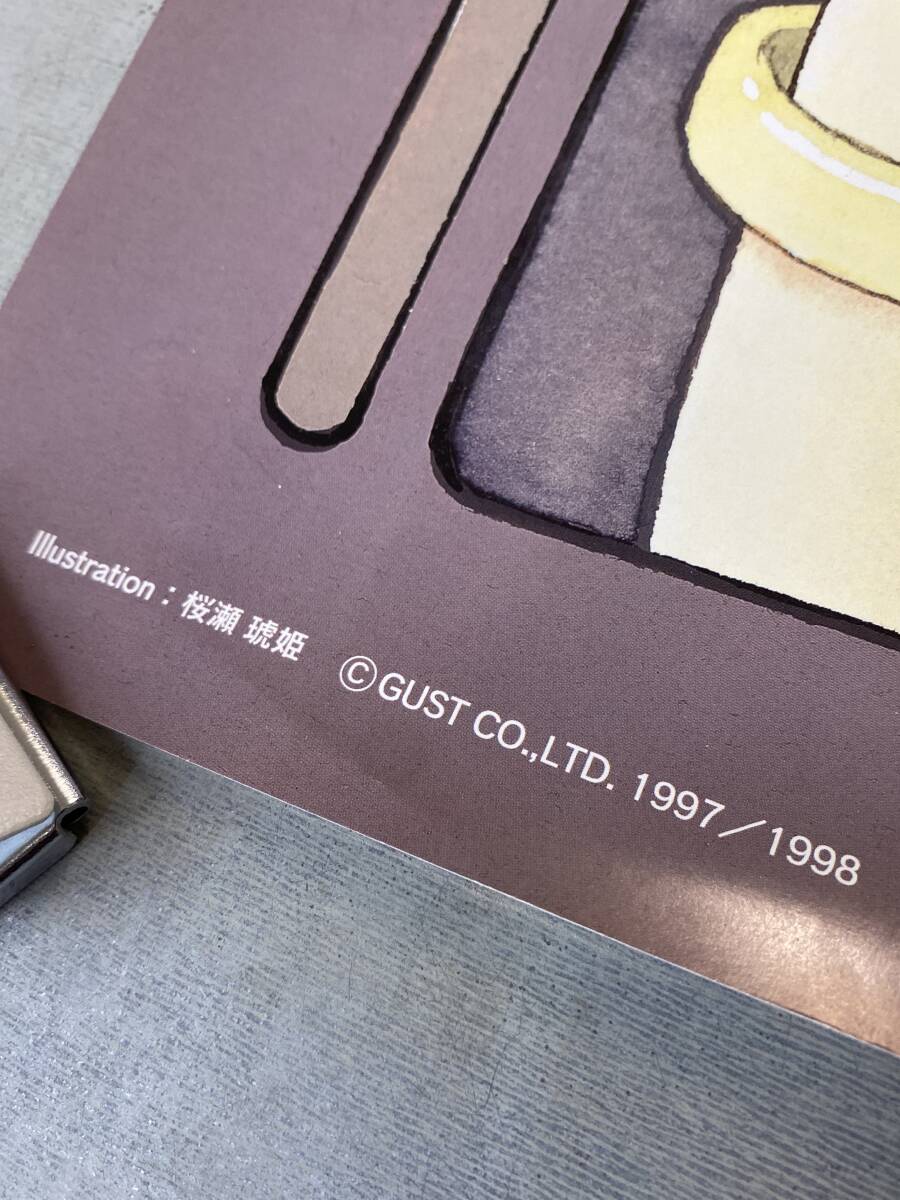 Illustration：桜瀬 琥姫
©GUST CO.,LTD. 1997／1998